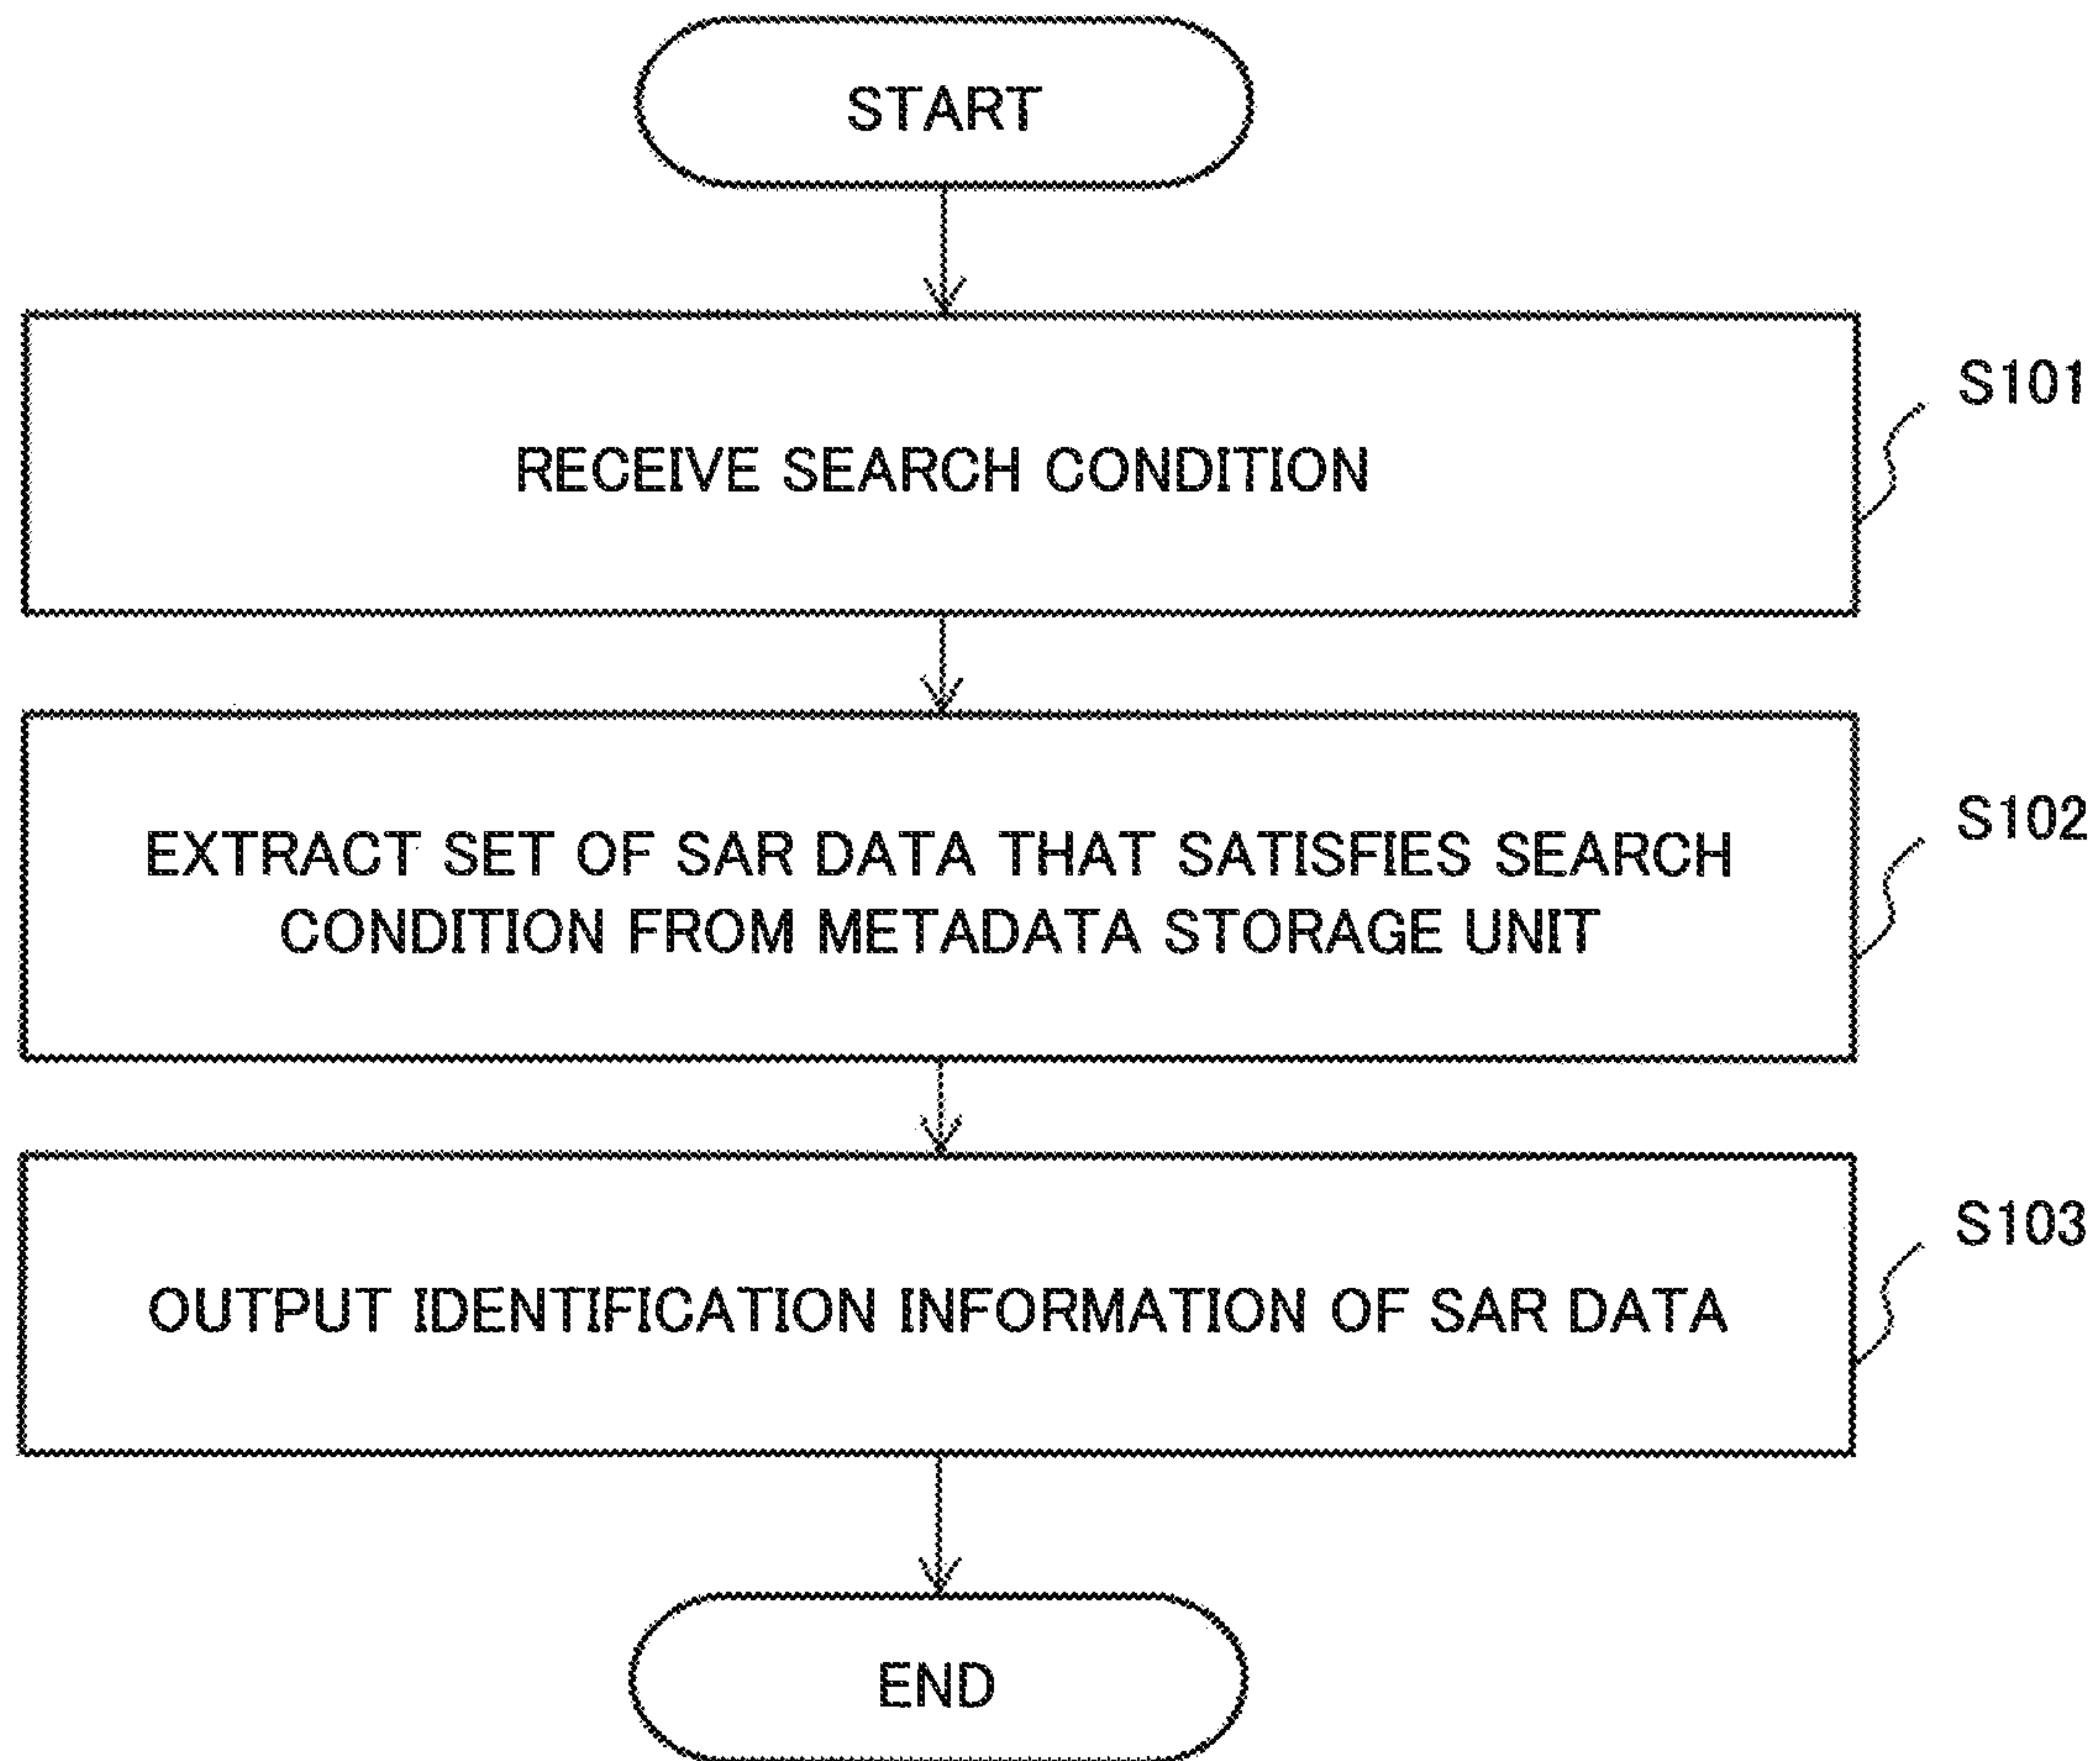 START
RECEIVE SEARCH CONDITION
S101
EXTRACT SET OF SAR DATA THAT SATISFIES SEARCH
CONDITION FROM METADATA STORAGE UNIT
S102
OUTPUT IDENTIFICATION INFORMATION OF SAR DATA
S103
END